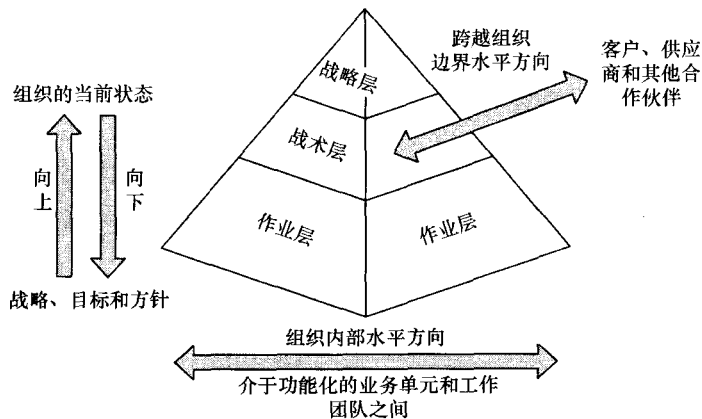 跨越组织
边界水平方向
客户、供应
商和其他合
作伙伴
战略层
组织的当前状态
战术层
向上
向下
作业层
作业层
战略、目标和方针
组织内部水平方向
介于功能化的业务单元和工作
团队之间